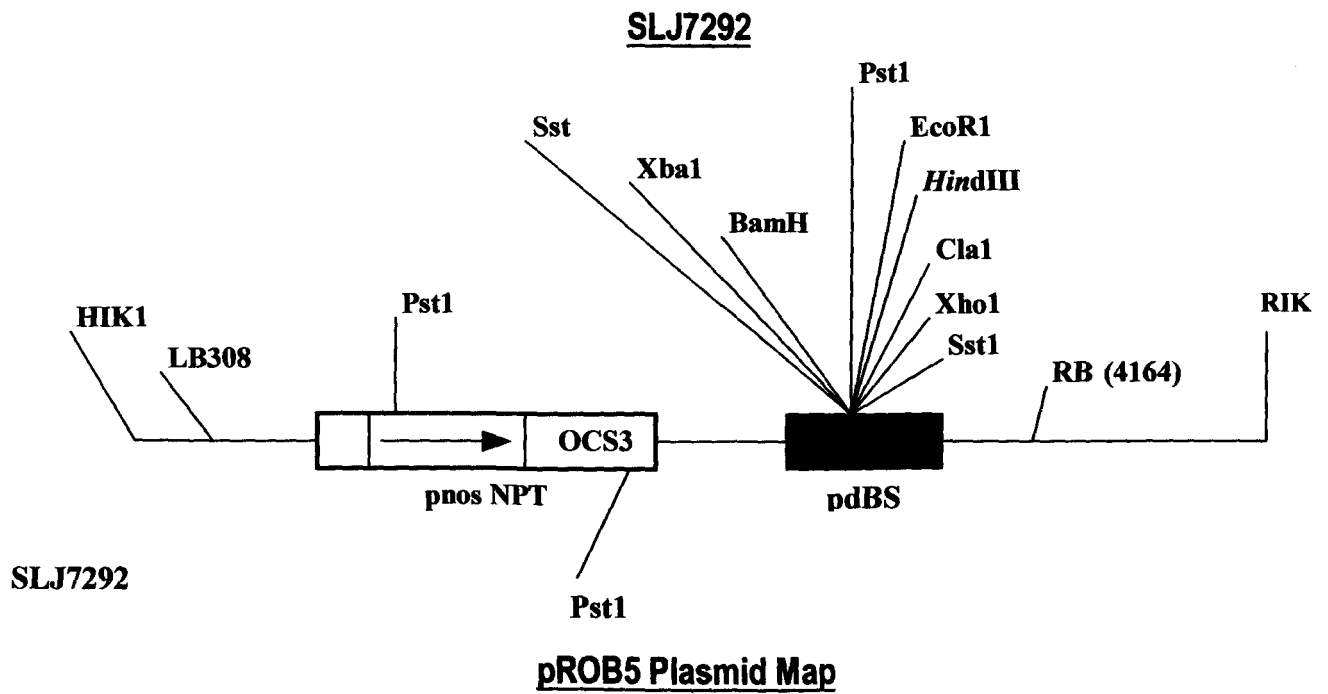 SLJ7292
Pst1
Sst
EcoR1
Xba1
HindIII
BamH
Cla1
HIK1
Pst1
Xho1
RIK
LB308
Sst1
RB (4164)
OCS3
pnos NPT
pdBS
SLJ7292
Pst1
pROB5 Plasmid Map